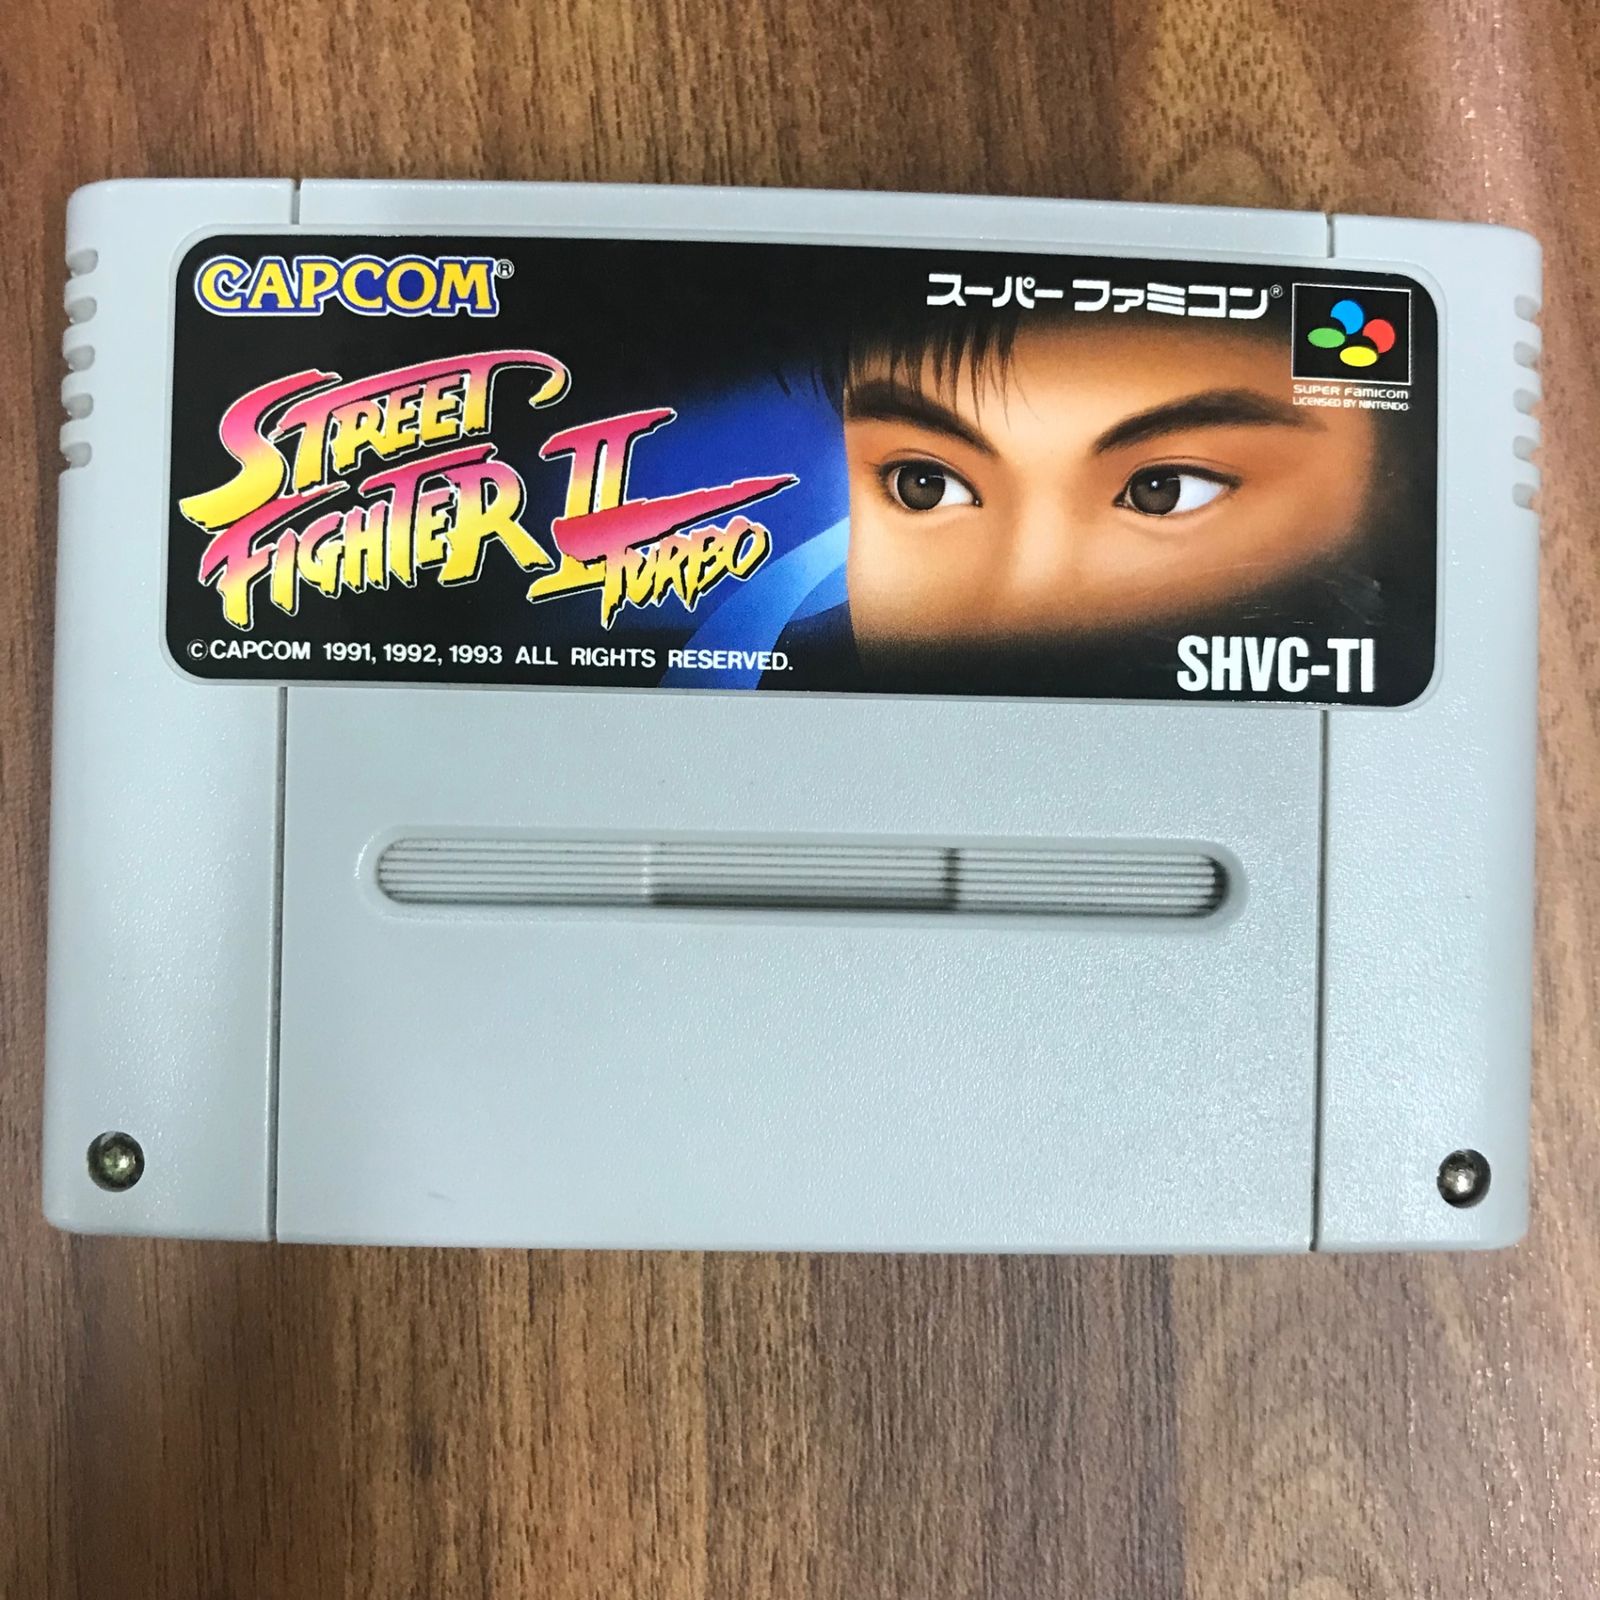 CAPCOM®
スーパーファミコン®
STREET
FIGHTER II
TURBO
SUPER FAMICOM
LICENSED BY NINTENDO
©CAPCOM 1991, 1992, 1993 ALL RIGHTS RESERVED.
SHVC-TI